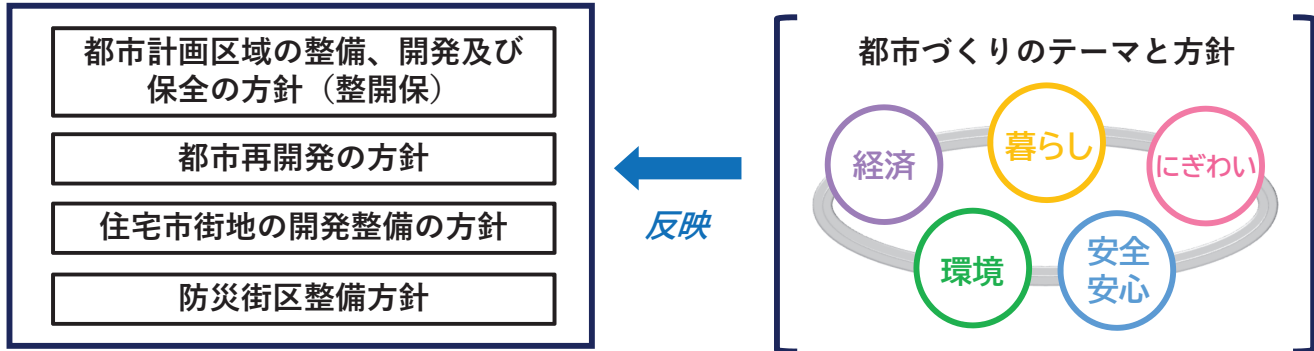 都市計画区域の整備、開発及び
保全の方針（整開保）
都市再開発の方針
住宅市街地の開発整備の方針
防災街区整備方針
反映
都市づくりのテーマと方針
経済
暮らし
にぎわい
環境
安全
安心